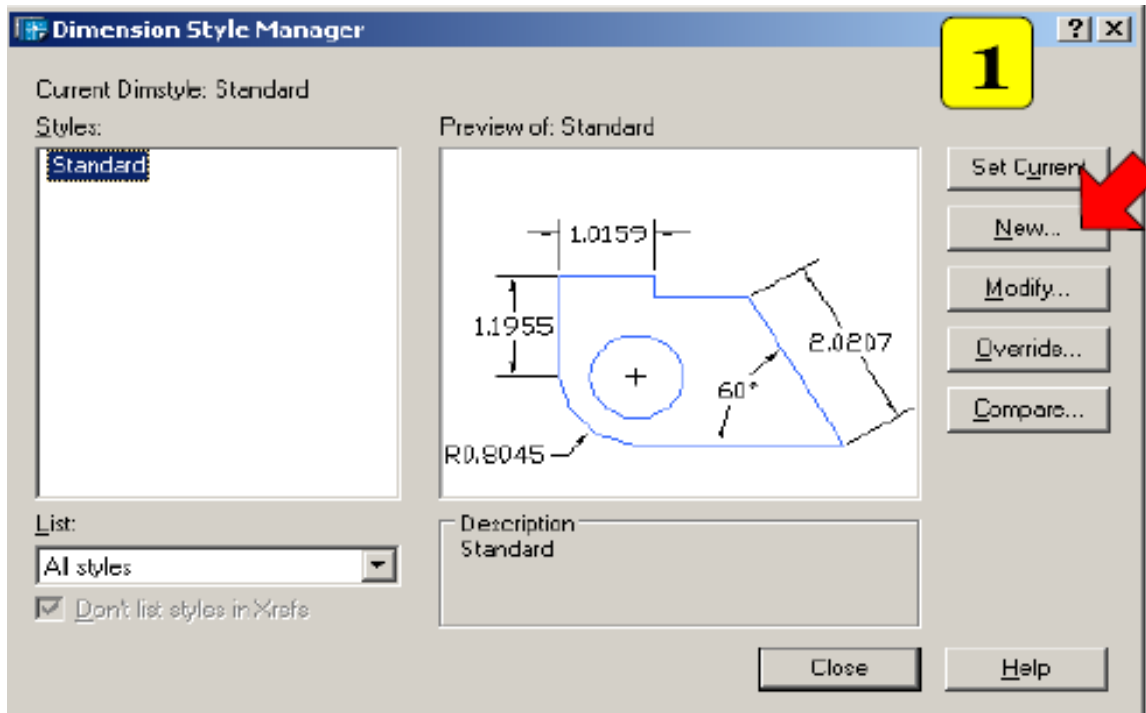 Dimension Style Manager
1
Current Dimstyle: Standard
Styles:
Standard
Preview of: Standard
1.0159
1.1955
2.0207
60°
R0.8045
Set Current
New...
Modify...
Override...
Compare...
List:
All styles
Don't list styles in Xrefs
Description
Standard
Close
Help